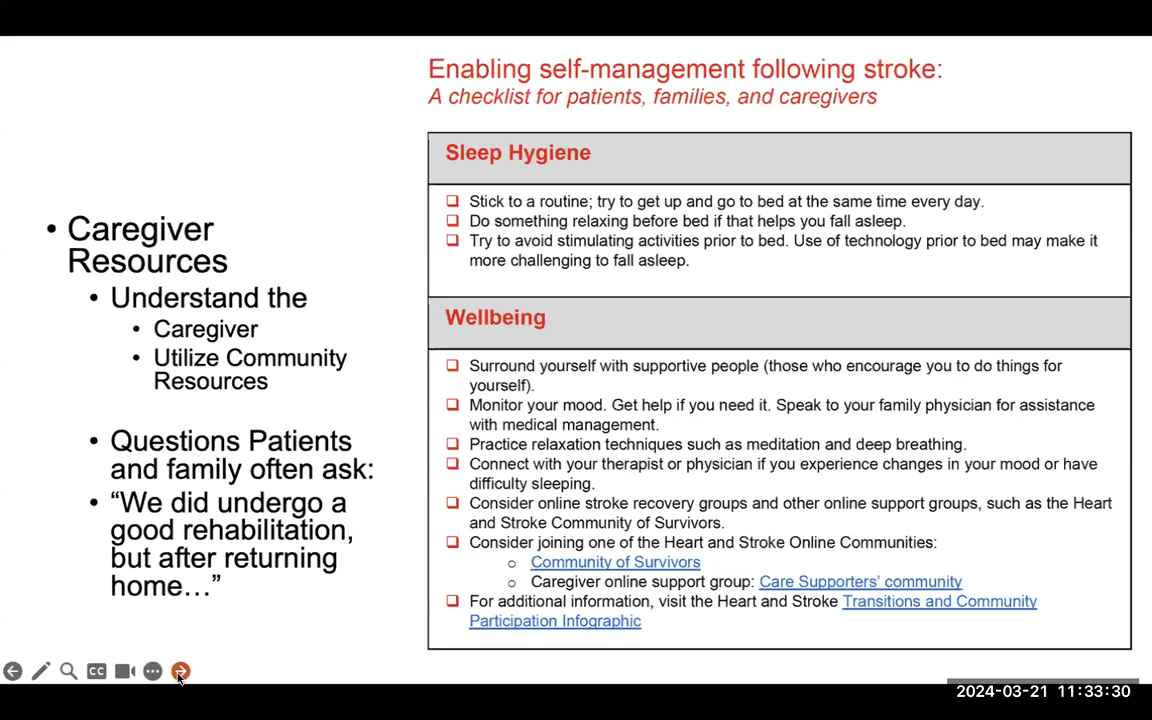 Enabling self-management following stroke:
A checklist for patients, families, and caregivers
• Caregiver
Resources
• Understand the
• Caregiver
• Utilize Community
Resources
• Questions Patients
and family often ask:
• “We did undergo a
good rehabilitation,
but after returning
home…”
Sleep Hygiene
❑ Stick to a routine; try to get up and go to bed at the same time every day.
❑ Do something relaxing before bed if that helps you fall asleep.
❑ Try to avoid stimulating activities prior to bed. Use of technology prior to bed may make it
more challenging to fall asleep.
Wellbeing
❑ Surround yourself with supportive people (those who encourage you to do things for
yourself).
❑ Monitor your mood. Get help if you need it. Speak to your family physician for assistance
with medical management.
❑ Practice relaxation techniques such as meditation and deep breathing.
❑ Connect with your therapist or physician if you experience changes in your mood or have
difficulty sleeping.
❑ Consider online stroke recovery groups and other online support groups, such as the Heart
and Stroke Community of Survivors.
❑ Consider joining one of the Heart and Stroke Online Communities:
o Community of Survivors
o Caregiver online support group: Care Supporters’ community
❑ For additional information, visit the Heart and Stroke Transitions and Community
Participation Infographic
CC
2024-03-21 11:33:30